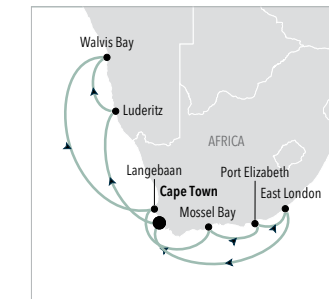 Walvis Bay
Luderitz
AFRICA
Langebaan
Port Elizabeth
Cape Town
East London
Mossel Bay